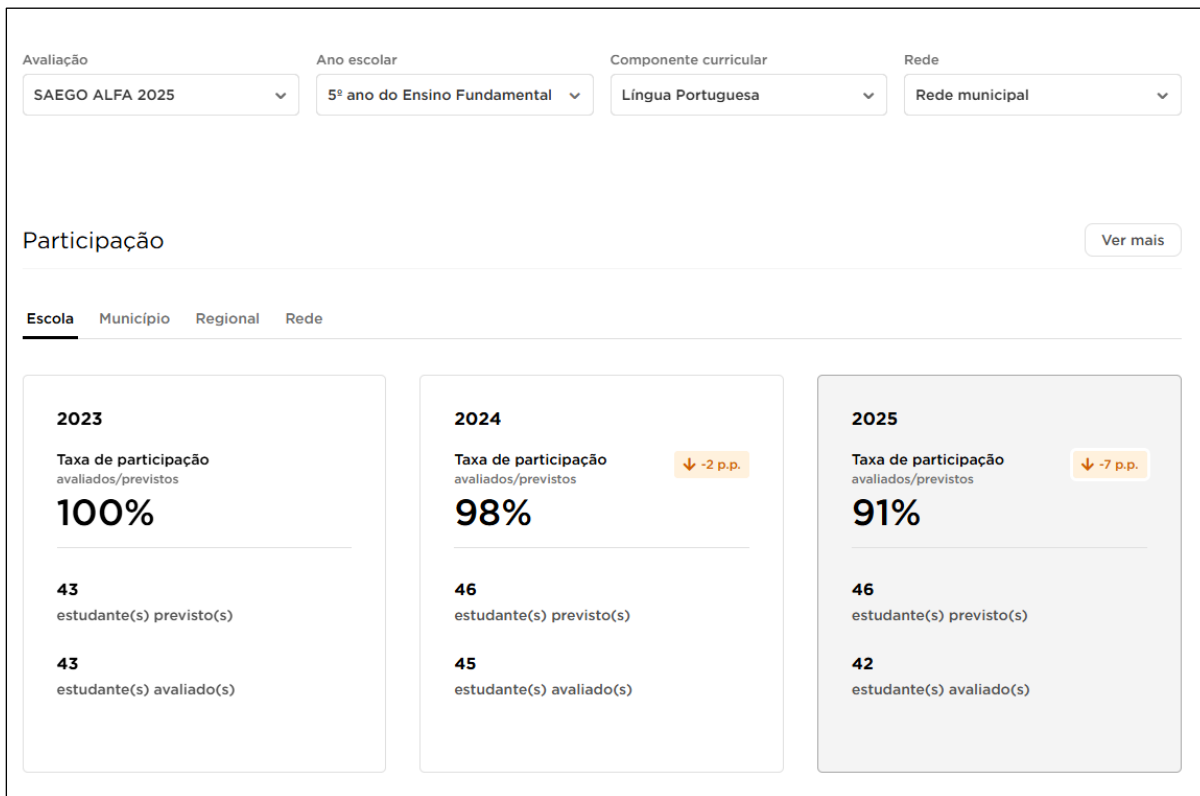 Avaliação
SAEGO ALFA 2025
Ano escolar
5º ano do Ensino Fundamental
Componente curricular
Língua Portuguesa
Rede
Rede municipal
Participação
Ver mais
Escola Município Regional Rede
2023
Taxa de participação
avaliados/previstos
100%
43
estudante(s) previsto(s)
43
estudante(s) avaliado(s)
2024
Taxa de participação
avaliados/previstos
-2 p.p.
98%
46
estudante(s) previsto(s)
45
estudante(s) avaliado(s)
2025
Taxa de participação
avaliados/previstos
-7 p.p.
91%
46
estudante(s) previsto(s)
42
estudante(s) avaliado(s)